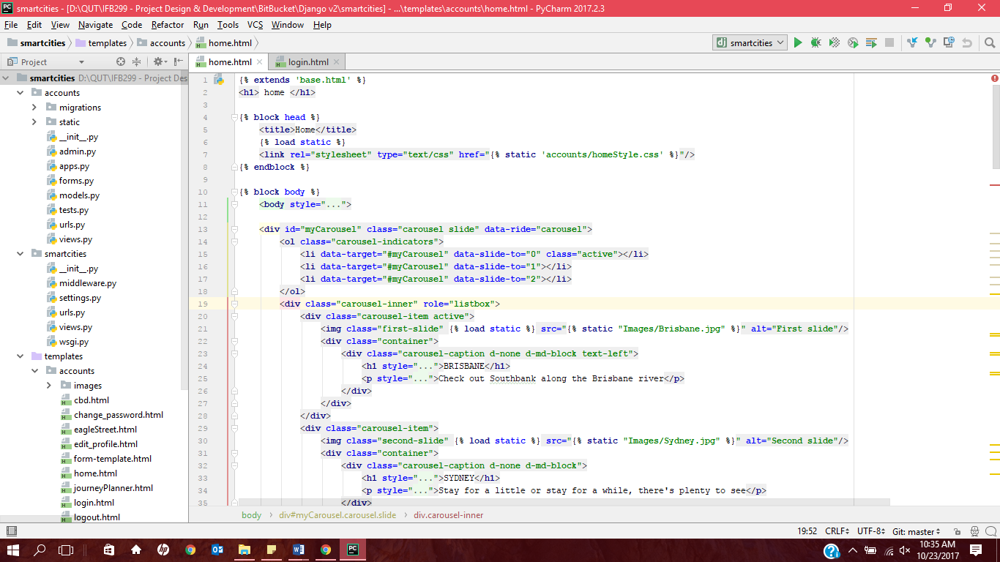 smartcities - [D:\QUT\IFB299 - Project Design & Development\BitBucket\Django v2\smartcities] - ...\templates\accounts\home.html - PyCharm 2017.2.3
File Edit View Navigate Code Refactor Run Tools VCS Window Help
smartcities templates accounts home.html smartcities
Project home.html login.html
smartcities D:\QUT\IFB299 - Project Des
accounts
migrations
static
__init__.py
admin.py
apps.py
forms.py
models.py
tests.py
urls.py
views.py
smartcities
__init__.py
middleware.py
settings.py
urls.py
views.py
wsgi.py
templates
accounts
images
cbd.html
change_password.html
eagleStreet.html
edit_profile.html
form-template.html
home.html
journeyPlanner.html
login.html
logout.html
1 {% extends 'base.html' %}
2 <h1> home </h1>
3
4 {% block head %}
5 <title>Home</title>
6 {% load static %}
7 <link rel="stylesheet" type="text/css" href="{% static 'accounts/homeStyle.css' %}"/>
8 {% endblock %}
9
10 {% block body %}
11 <body style="...">
12
13 <div id="myCarousel" class="carousel slide" data-ride="carousel">
14 <ol class="carousel-indicators">
15 <li data-target="#myCarousel" data-slide-to="0" class="active"></li>
16 <li data-target="#myCarousel" data-slide-to="1"></li>
17 <li data-target="#myCarousel" data-slide-to="2"></li>
18 </ol>
19 <div class="carousel-inner" role="listbox">
20 <div class="carousel-item active">
21 <img class="first-slide" {% load static %} src="{% static "Images/Brisbane.jpg" %}" alt="First slide"/>
22 <div class="container">
23 <div class="carousel-caption d-none d-md-block text-left">
24 <h1 style="...">BRISBANE</h1>
25 <p style="...">Check out Southbank along the Brisbane river</p>
26 </div>
27 </div>
28 </div>
29 <div class="carousel-item">
30 <img class="second-slide" {% load static %} src="{% static "Images/Sydney.jpg" %}" alt="Second slide"/>
31 <div class="container">
32 <div class="carousel-caption d-none d-md-block">
33 <h1 style="...">SYDNEY</h1>
34 <p style="...">Stay for a little or stay for a while, there's plenty to see</p>
35 </div>
body div#myCarousel.carousel.slide div.carousel-inner
19:52 CRLF UTF-8 Git: master
10:35 AM
10/23/2017